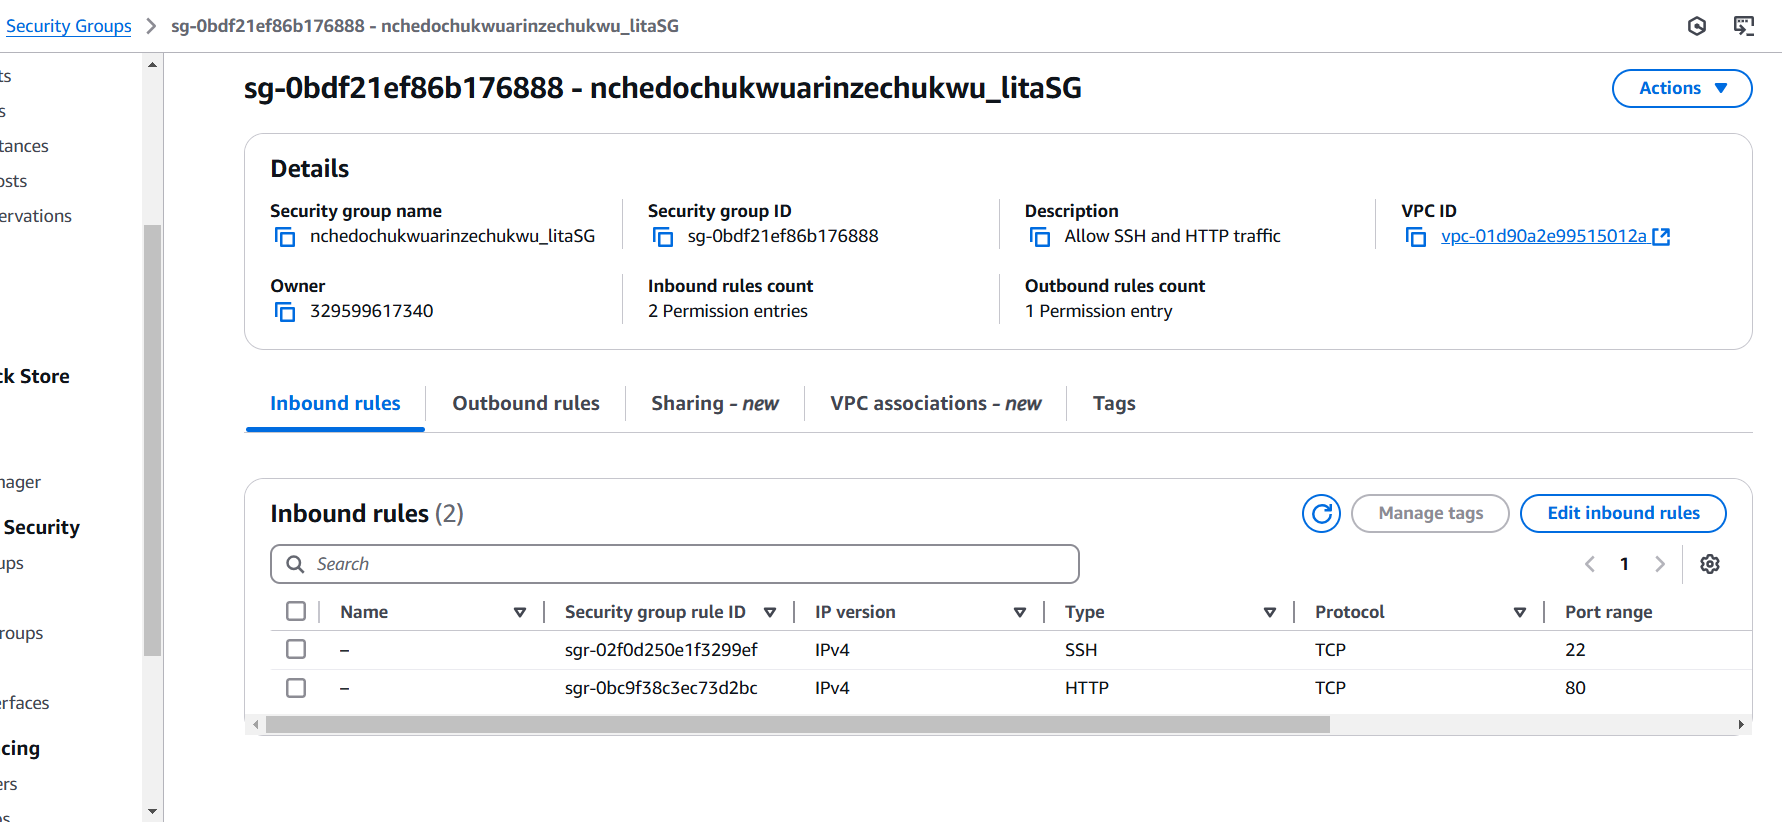 Security Groups > sg-0bdf21ef86b176888 - nchedochukwuarinzechukwu_litaSG
ts
s
tances
osts
ervations
ck Store
nager
Security
ups
roups
erfaces
cing
ers
ps
sg-0bdf21ef86b176888 - nchedochukwuarinzechukwu_litaSG
Actions
Details
Security group name
nchedochukwuarinzechukwu_litaSG
Security group ID
sg-0bdf21ef86b176888
Description
Allow SSH and HTTP traffic
VPC ID
vpc-01d90a2e99515012a
Owner
329599617340
Inbound rules count
2 Permission entries
Outbound rules count
1 Permission entry
Inbound rules
Outbound rules
Sharing - new
VPC associations - new
Tags
Inbound rules (2)
Manage tags
Edit inbound rules
Search
1
Name Security group rule ID IP version Type Protocol Port range
– sgr-02f0d250e1f3299ef IPv4 SSH TCP 22
– sgr-0bc9f38c3ec73d2bc IPv4 HTTP TCP 80